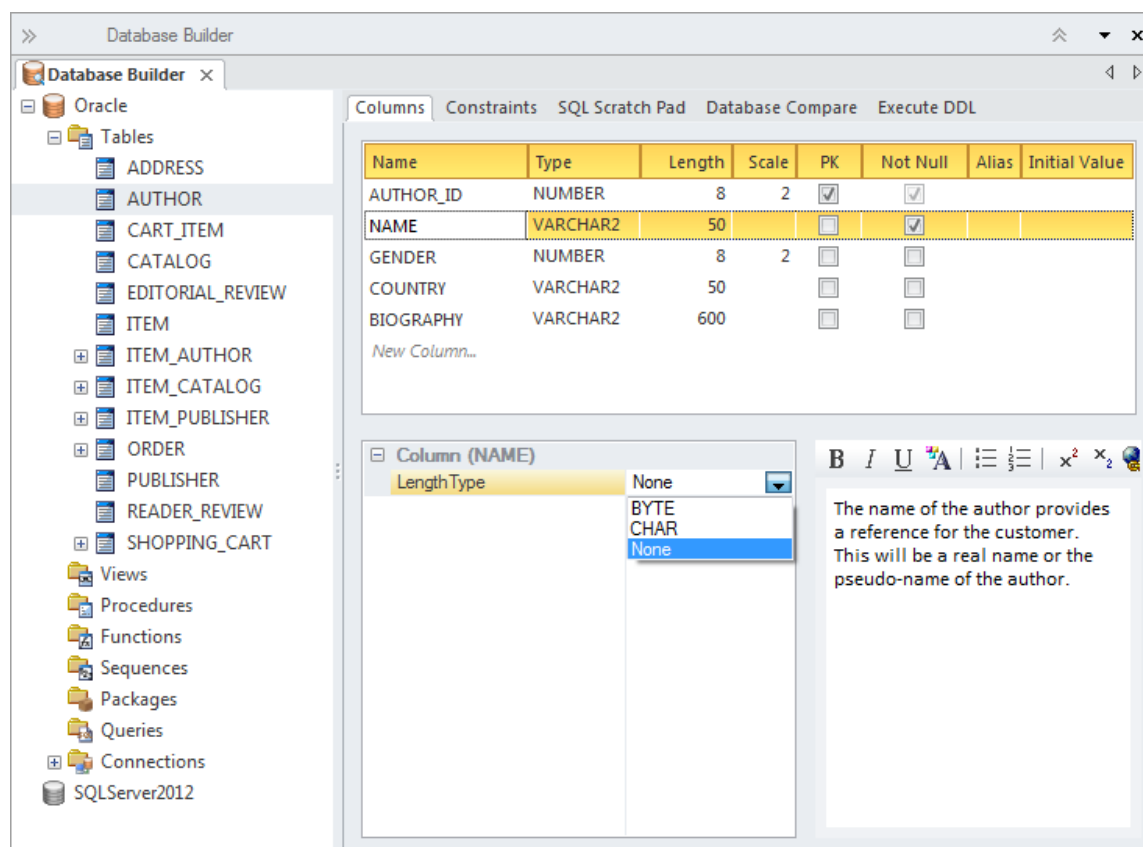 Database Builder
Database Builder
Oracle
Tables
ADDRESS
AUTHOR
CART_ITEM
CATALOG
EDITORIAL_REVIEW
ITEM
ITEM_AUTHOR
ITEM_CATALOG
ITEM_PUBLISHER
ORDER
PUBLISHER
READER_REVIEW
SHOPPING_CART
Views
Procedures
Functions
Sequences
Packages
Queries
Connections
SQLServer2012
Columns Constraints SQL Scratch Pad Database Compare Execute DDL
Name Type Length Scale PK Not Null Alias Initial Value
AUTHOR_ID NUMBER 8 2
NAME VARCHAR2 50
GENDER NUMBER 8 2
COUNTRY VARCHAR2 50
BIOGRAPHY VARCHAR2 600
New Column...
Column (NAME)
LengthType None
BYTE
CHAR
None
B I U A x² x₂
The name of the author provides
a reference for the customer.
This will be a real name or the
pseudo-name of the author.